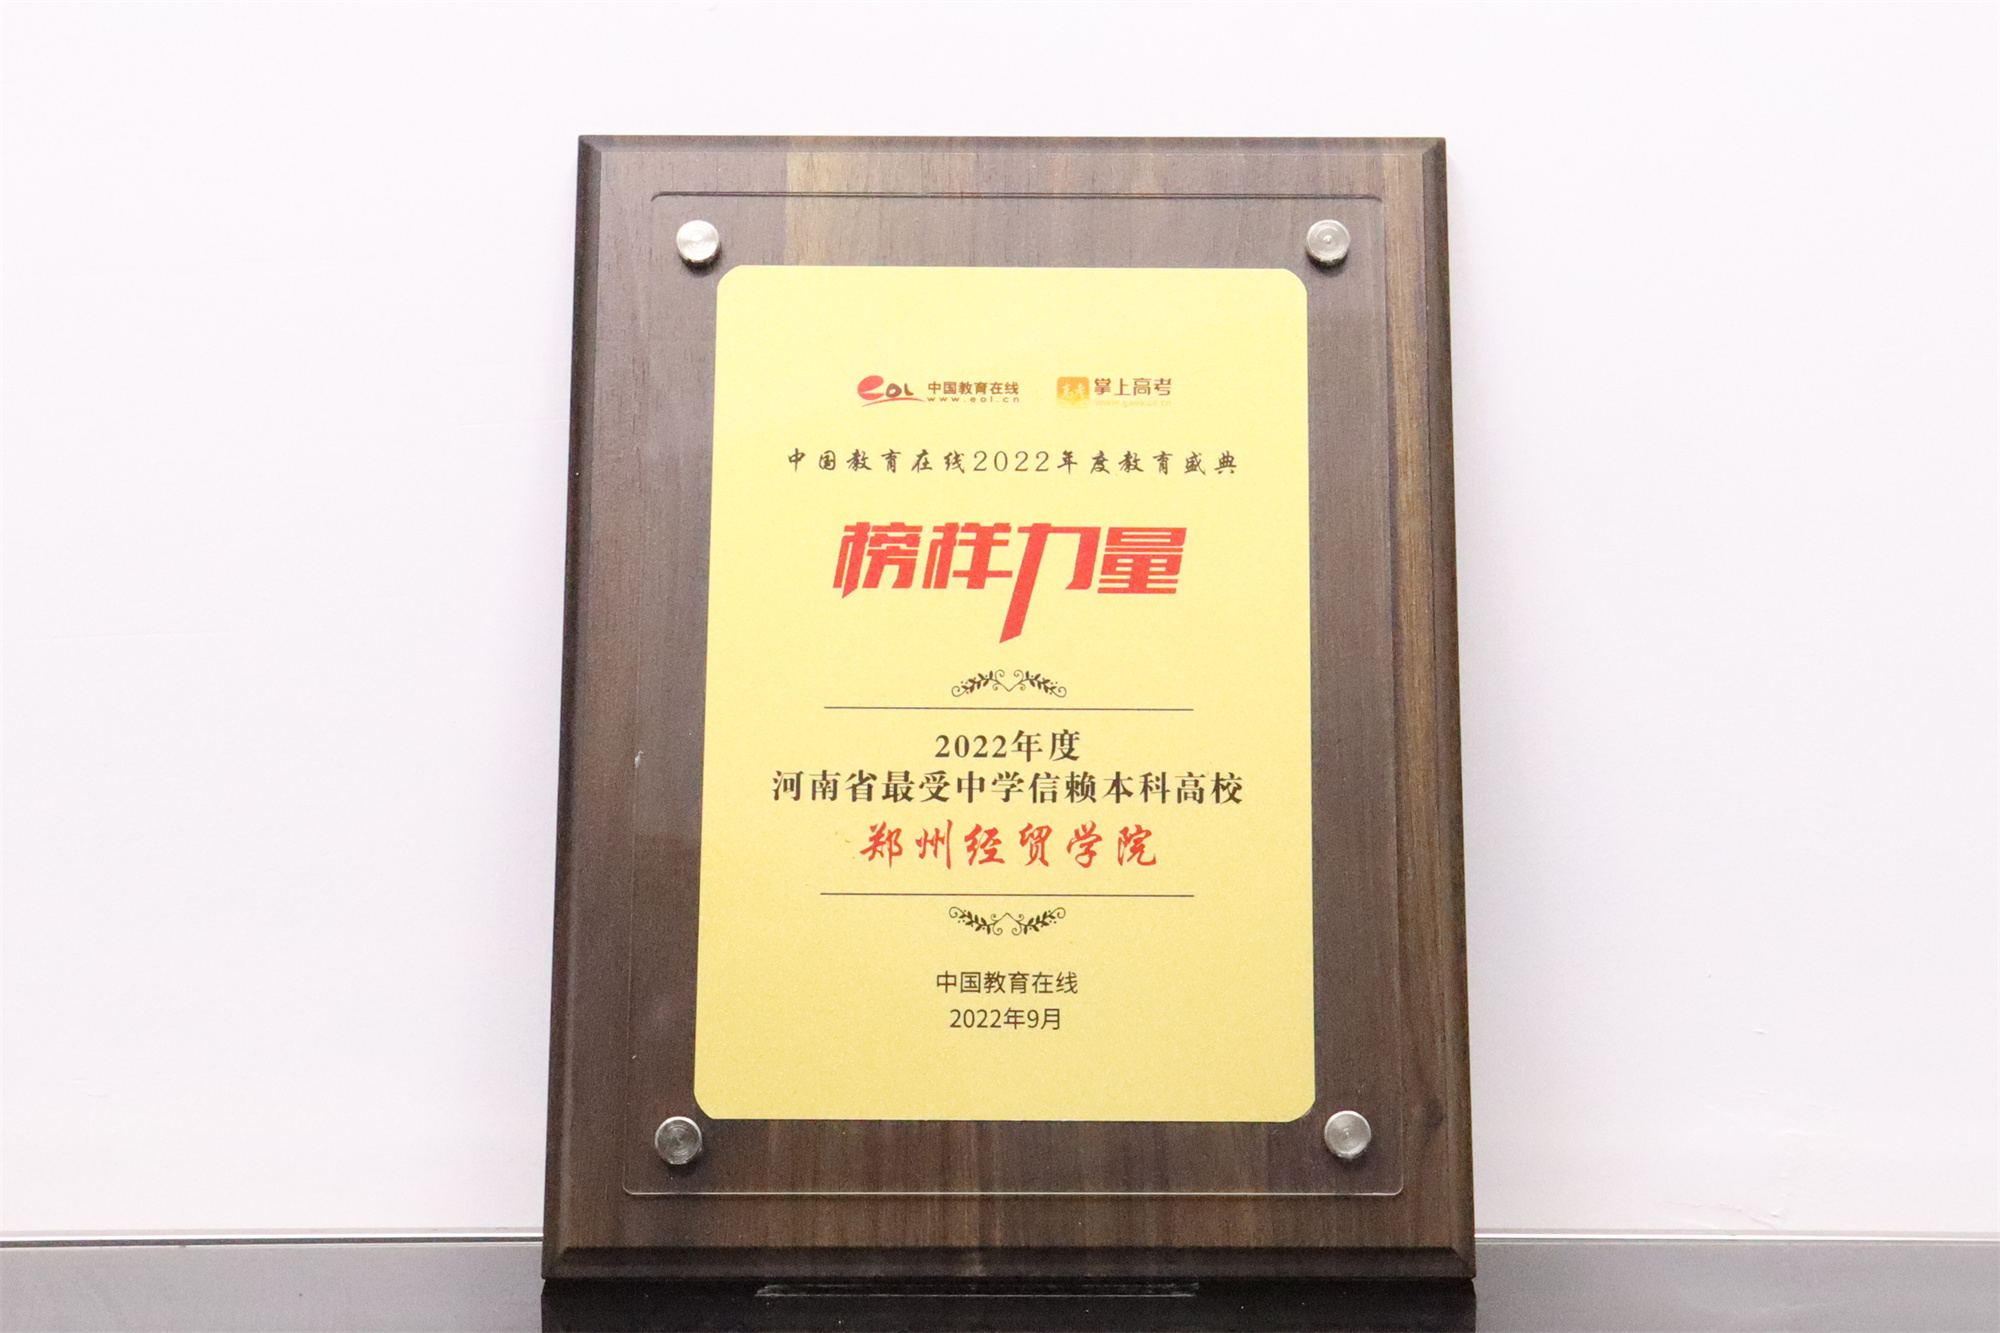 eoL 中国教育在线 掌上高考
www.eol.cn
中国教育在线2022年度教育盛典
榜样力量
2022年度
河南省最受中学信赖本科高校
郑州经贸学院
中国教育在线
2022年9月